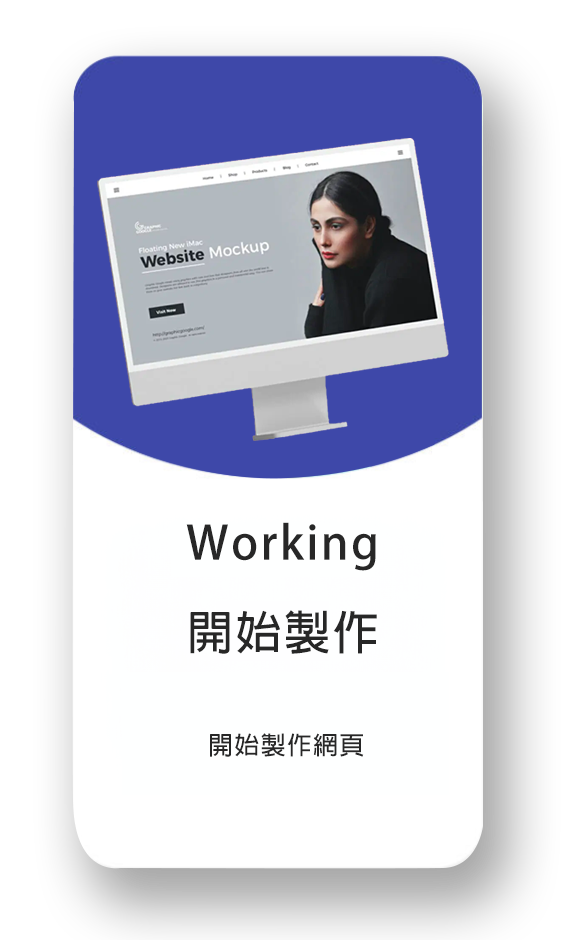 Home | Shop | Products | Blog | Contact
Floating New iMac
Website Mockup
Visit Now
Working
開始製作
開始製作網頁